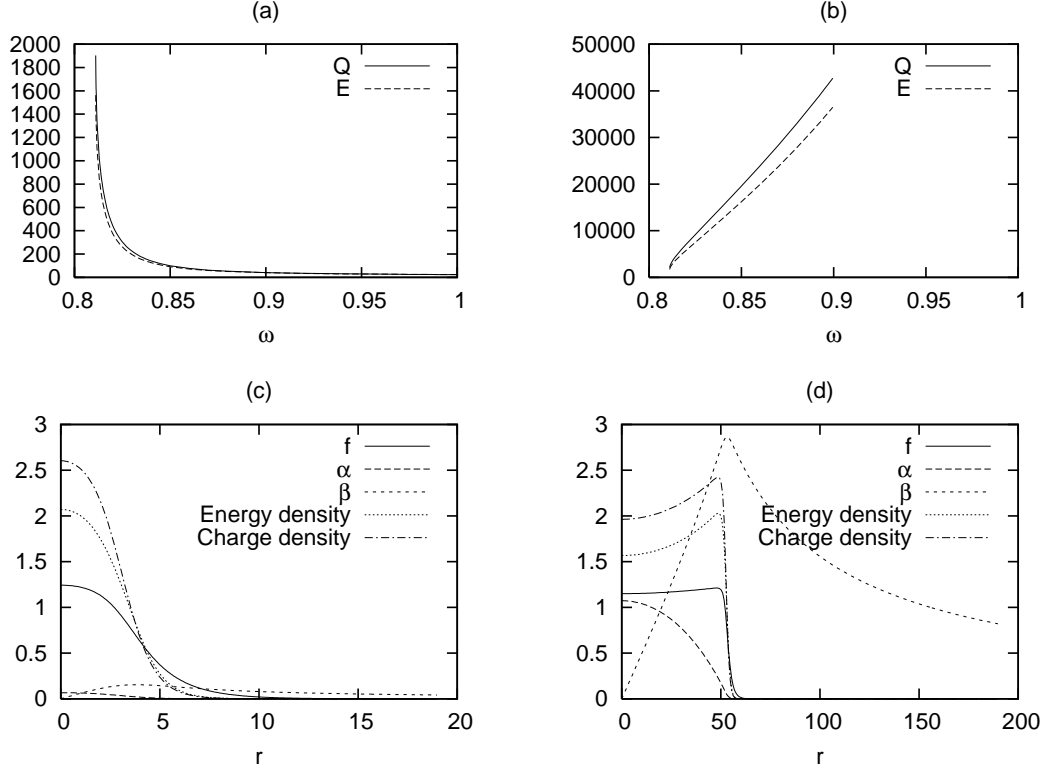 (a)
2000
1800
1600
1400
1200
1000
800
600
400
200
0
0.8
0.85
0.9
0.95
1
ω
Q
E
(b)
50000
40000
30000
20000
10000
0
0.8
0.85
0.9
0.95
1
ω
Q
E
(c)
3
2.5
2
1.5
1
0.5
0
0
5
10
15
20
r
f
α
β
Energy density
Charge density
(d)
3
2.5
2
1.5
1
0.5
0
0
50
100
150
200
r
f
α
β
Energy density
Charge density